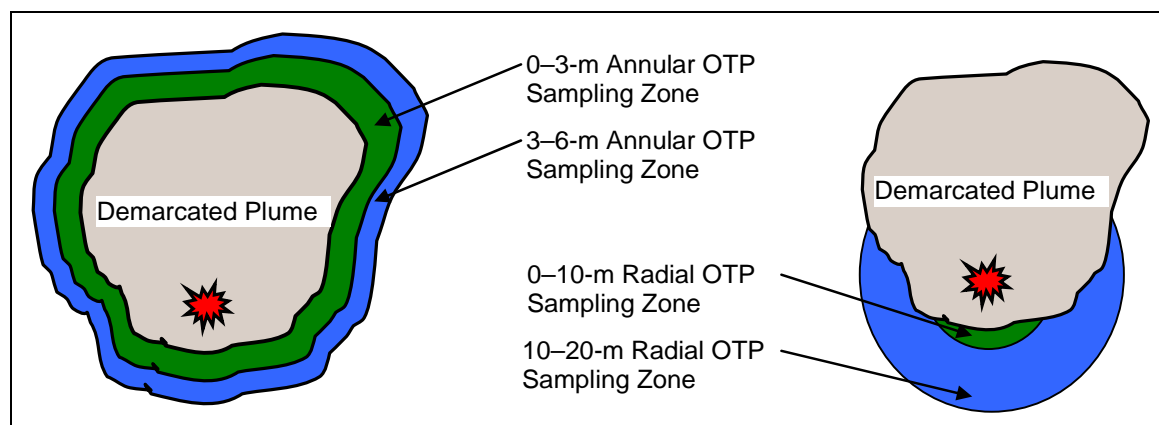 0–3-m Annular OTP
Sampling Zone
3–6-m Annular OTP
Sampling Zone
Demarcated Plume
Demarcated Plume
0–10-m Radial OTP
Sampling Zone
10–20-m Radial OTP
Sampling Zone